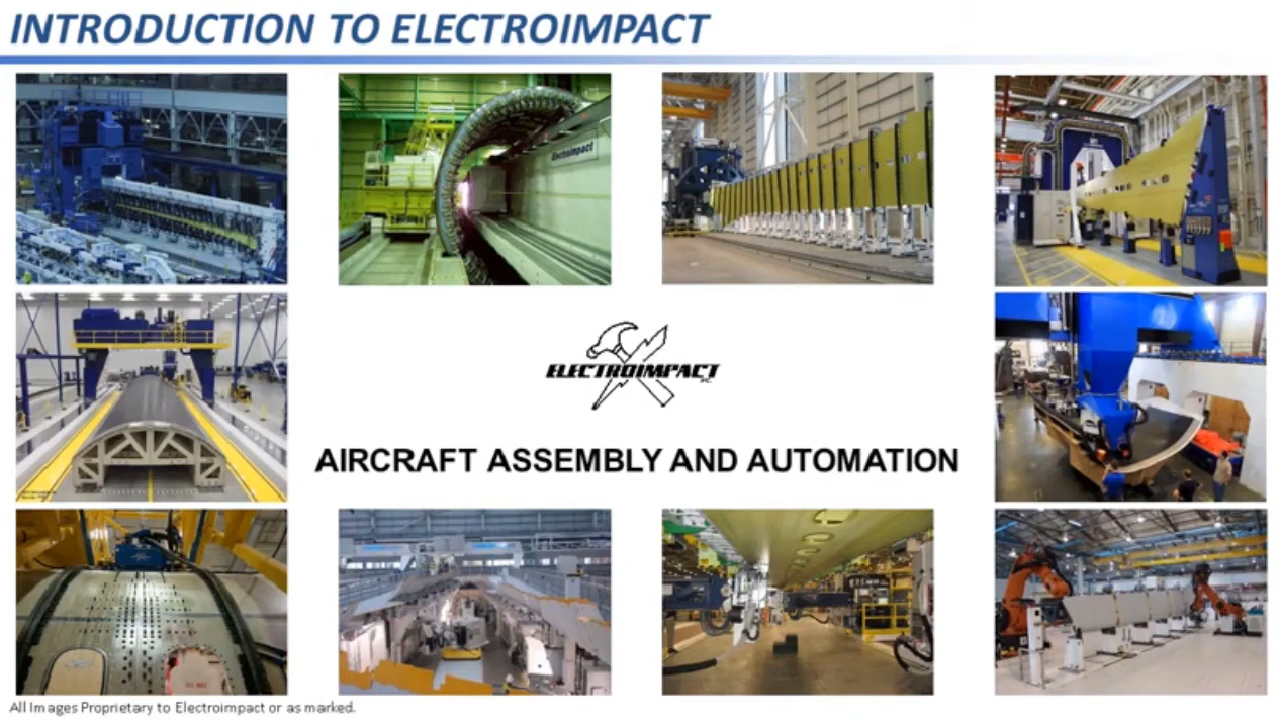 INTRODUCTION TO ELECTROIMPACT
Electroimpact
ELECTROIMPACT
AIRCRAFT ASSEMBLY AND AUTOMATION
All Images Proprietary to Electroimpact or as marked.